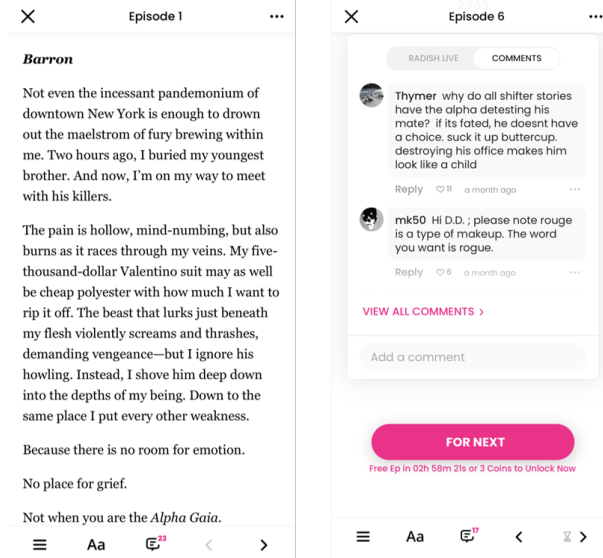 Episode 1
Barron
Not even the incessant pandemonium of
downtown New York is enough to drown
out the maelstrom of fury brewing within
me. Two hours ago, I buried my youngest
brother. And now, I'm on my way to meet
with his killers.
The pain is hollow, mind-numbing, but also
burns as it races through my veins. My five-
thousand-dollar Valentino suit may as well
be cheap polyester with how much I want to
rip it off. The beast that lurks just beneath
my flesh violently screams and thrashes,
demanding vengeance—but I ignore his
howling. Instead, I shove him deep down
into the depths of my being. Down to the
same place I put every other weakness.
Because there is no room for emotion.
No place for grief.
Not when you are the Alpha Gaia.
Aa
23
Episode 6
RADISH LIVE
COMMENTS
Thymer why do all shifter stories
have the alpha detesting his
mate? if its fated, he doesnt have
a choice. suck it up buttercup.
destroying his office makes him
look like a child
Reply 11 a month ago
mk50 Hi D.D. ; please note rouge
is a type of makeup. The word
you want is rogue.
Reply 6 a month ago
VIEW ALL COMMENTS >
Add a comment
FOR NEXT
Free Ep in 02h 58m 21s or 3 Coins to Unlock Now
Aa
17